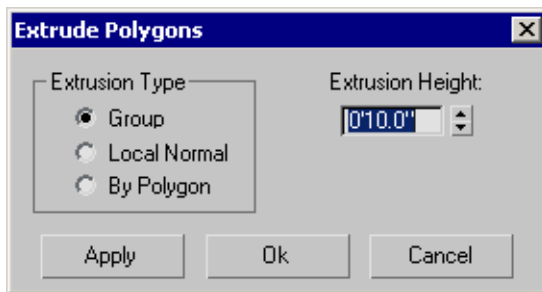 Extrude Polygons
Extrusion Type
Extrusion Height:
Group
0'10.0"
Local Normal
By Polygon
Apply
Ok
Cancel